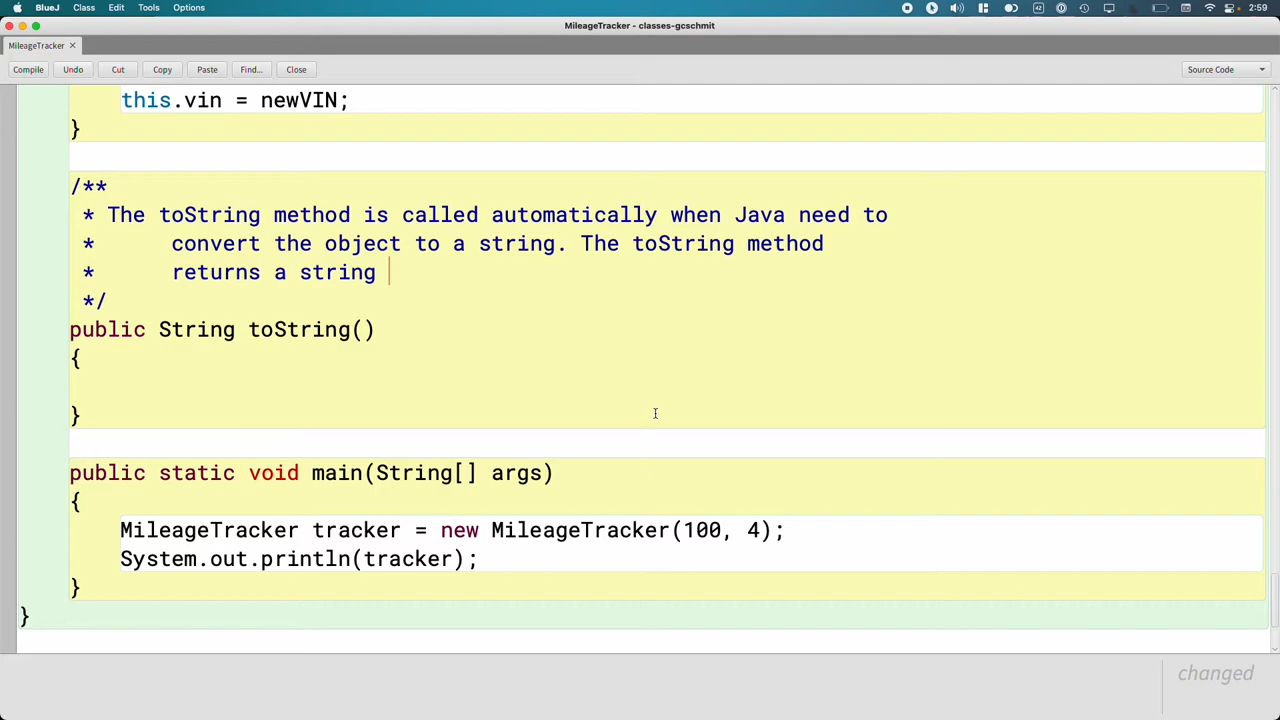 BlueJ Class Edit Tools Options 2:59
MileageTracker - classes-gcschmit
MileageTracker ×
Compile Undo Cut Copy Paste Find... Close Source Code
this.vin = newVIN;
}
/**
* The toString method is called automatically when Java need to
* convert the object to a string. The toString method
* returns a string
*/
public String toString()
{
}
public static void main(String[] args)
{
MileageTracker tracker = new MileageTracker(100, 4);
System.out.println(tracker);
}
}
changed